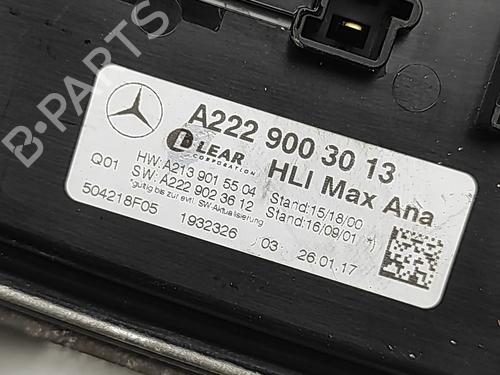 B-PARTS
A222 900 30 13
LEAR
CORPORATION
HLI Max Ana
Q01
HW:A213 901 55 04
SW:A222 902 36 12
*gültig bis zur evtl. SW-Aktualisierung
Stand:15/18/00
Stand:16/09/01 *)
504218F05
1932326
03
26.01.17